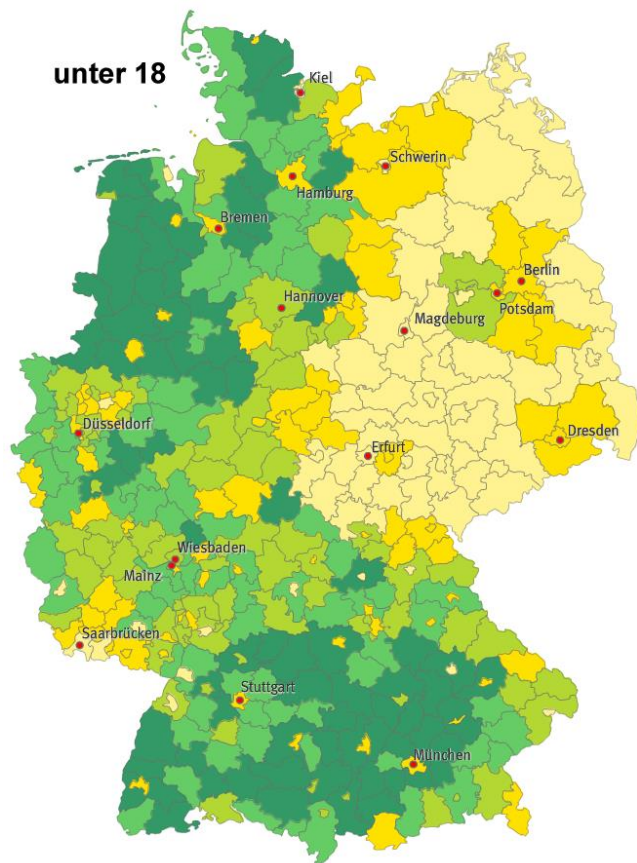 unter 18
Kiel
Schwerin
Hamburg
Bremen
Berlin
Hannover
Potsdam
Magdeburg
Düsseldorf
Dresden
Erfurt
Wiesbaden
Mainz
Saarbrücken
Stuttgart
München